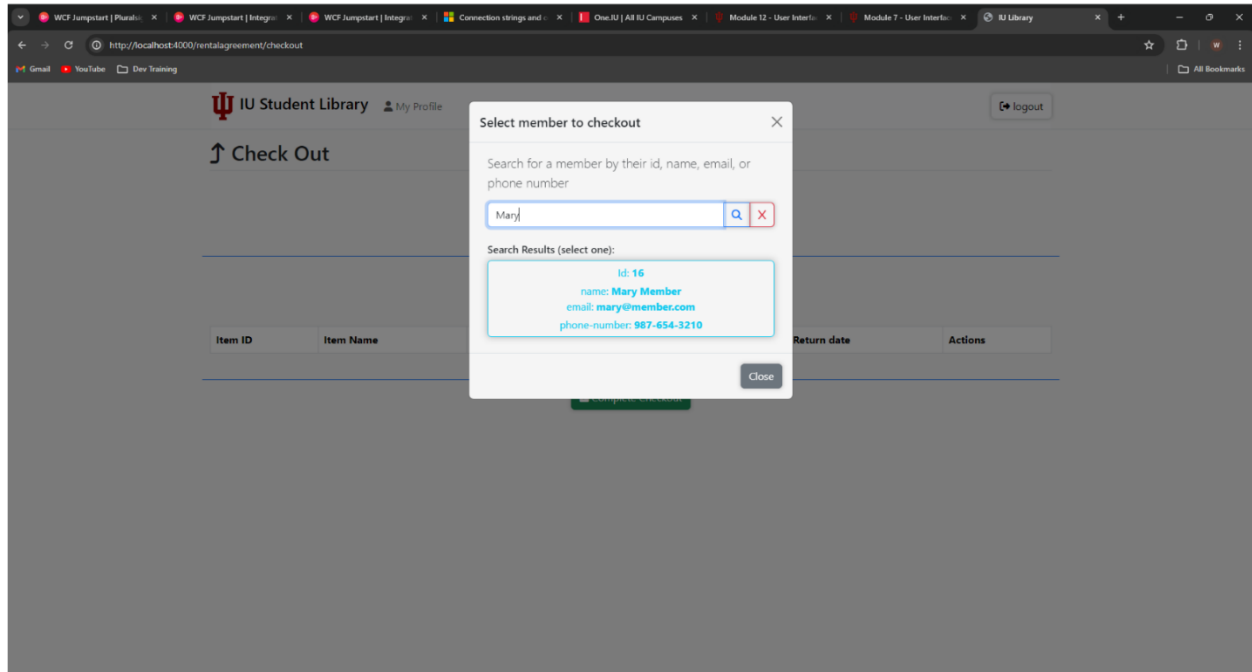 WCF Jumpstart | Plurals
WCF Jumpstart | Integra
WCF Jumpstart | Integra
Connection strings and
One.IU | All IU Campuses
Module 12 - User Interfa
Module 7 - User Interfac
IU Library
http://localhost:4000/rentalagreement/checkout
W
Gmail
YouTube
Dev Training
All Bookmarks
IU Student Library
My Profile
logout
Check Out
Select member to checkout
Search for a member by their id, name, email, or
phone number
Mary
Search Results (select one):
Id: 16
name: Mary Member
email: mary@member.com
phone-number: 987-654-3210
Item ID
Item Name
Return date
Actions
Close
Complete Checkout